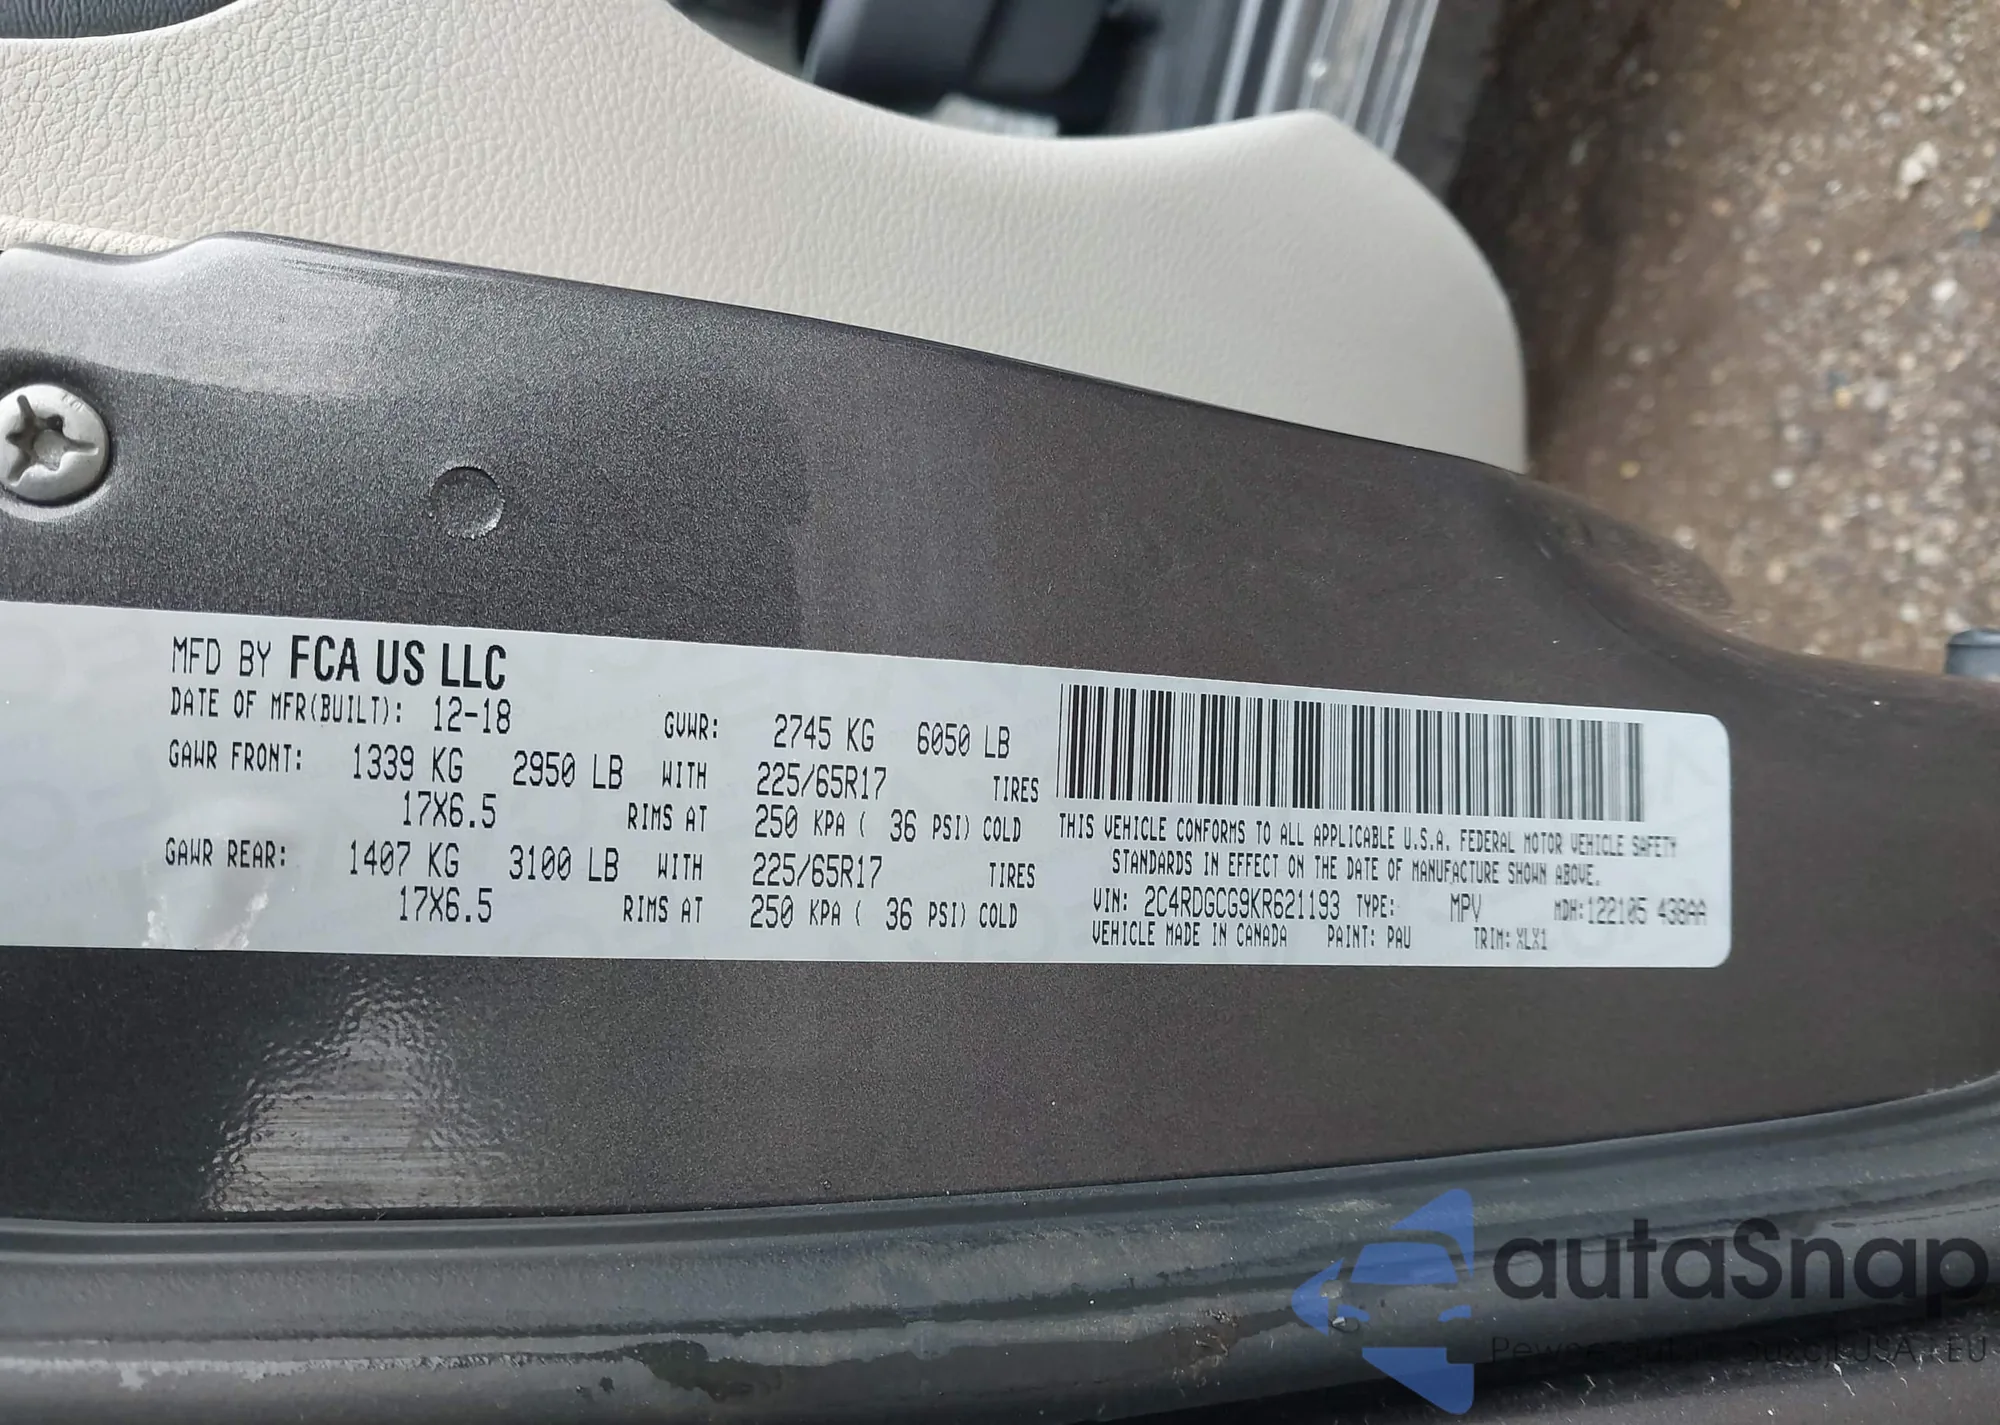 MFD BY FCA US LLC
DATE OF MFR(BUILT): 12-18 GVWR: 2745 KG 6050 LB
GAWR FRONT: 1339 KG 2950 LB WITH 225/65R17 TIRES
17X6.5 RIMS AT 250 KPA ( 36 PSI) COLD
GAWR REAR: 1407 KG 3100 LB WITH 225/65R17 TIRES
17X6.5 RIMS AT 250 KPA ( 36 PSI) COLD
THIS VEHICLE CONFORMS TO ALL APPLICABLE U.S.A. FEDERAL MOTOR VEHICLE SAFETY
STANDARDS IN EFFECT ON THE DATE OF MANUFACTURE SHOWN ABOVE.
VIN: 2C4RDGCG9KR621193 TYPE: MPV MDH:122105 438AA
VEHICLE MADE IN CANADA PAINT: PAU TRIM: XLX1
autaSnap
USA
EU